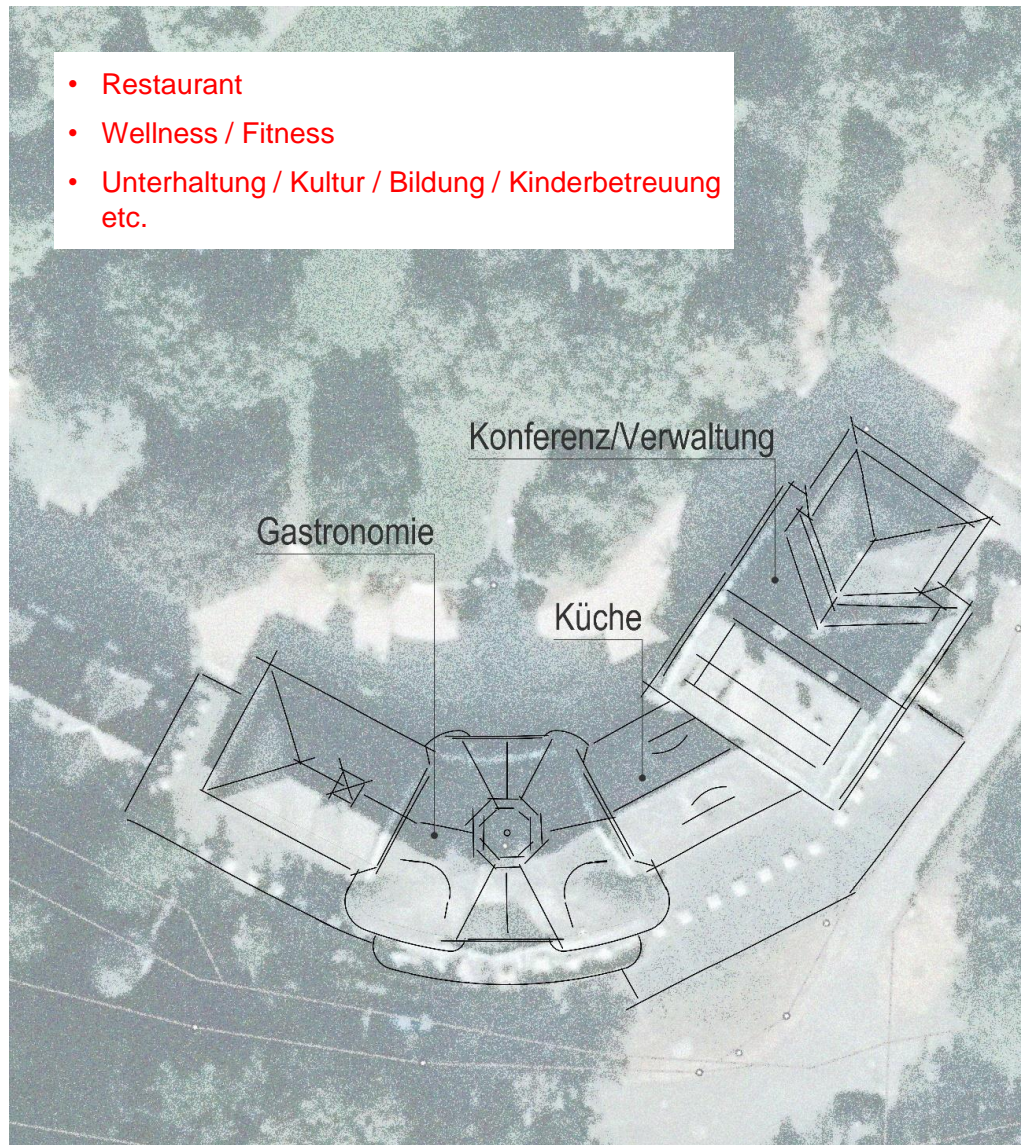 • Restaurant
• Wellness / Fitness
• Unterhaltung / Kultur / Bildung / Kinderbetreuung
etc.
Konferenz/Verwaltung
Gastronomie
Küche